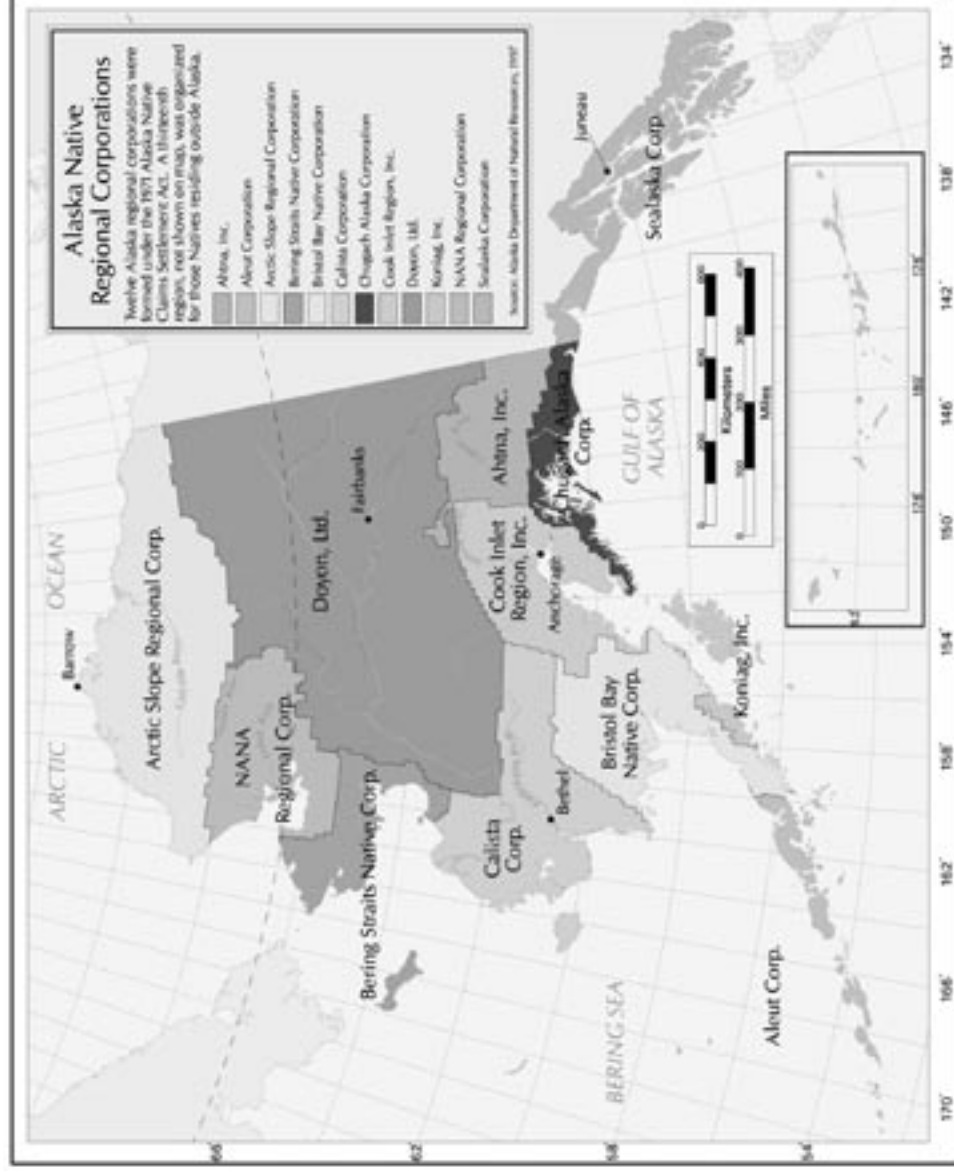 Alaska Native
Regional Corporations
Twelve Alaska regional corporations were
formed under the 1971 Alaska Native
Claims Settlement Act. A thirteenth
region, not shown on map, was organized
for those Natives residing outside Alaska.
Ahtna, Inc.
Aleut Corporation
Arctic Slope Regional Corporation
Bering Straits Native Corporation
Bristol Bay Native Corporation
Calista Corporation
Chugach Alaska Corporation
Cook Inlet Region, Inc.
Doyon, Ltd.
Koniag, Inc.
NANA Regional Corporation
Sealaska Corporation
Source: Alaska Department of Natural Resources, 1997
ARCTIC OCEAN
Barrow
Arctic Slope Regional Corp.
NANA
Regional Corp.
Doyon, Ltd.
Fairbanks
Bering Straits Native Corp.
Calista
Corp.
Bethel
Cook Inlet
Region, Inc.
Anchorage
Ahtna, Inc.
Chugach Alaska
Corp.
Bristol Bay
Native Corp.
Koniag, Inc.
GULF OF
ALASKA
Juneau
Sealaska Corp
BERING SEA
Aleut Corp.
Kilometers
Miles
66
62
58
54
170°
166°
162°
158°
154°
150°
146°
142°
138°
134°
180°